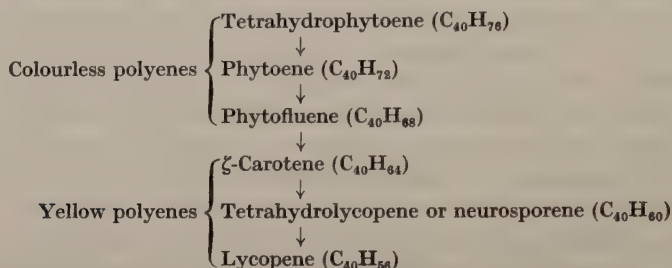 Tetrahydrophytoene (C₄₀H₇₆)
↓
Colourless polyenes { Phytoene (C₄₀H₇₂)
↓
Phytofluene (C₄₀H₆₈)
↓
ζ-Carotene (C₄₀H₆₄)
↓
Yellow polyenes { Tetrahydrolycopene or neurosporene (C₄₀H₆₀)
↓
Lycopene (C₄₀H₅₆)